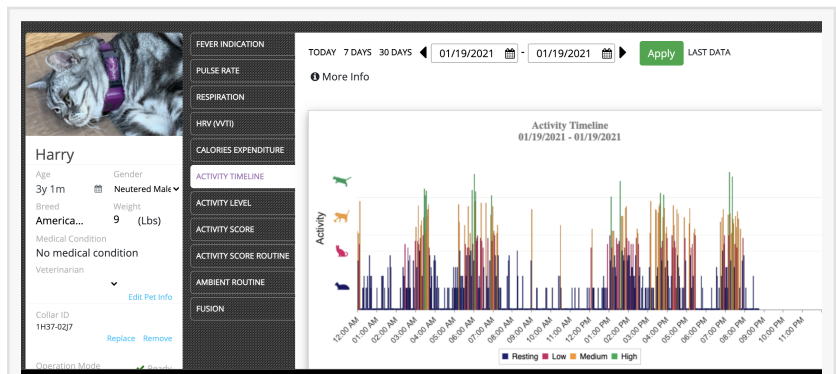 Harry
Age Gender
3y 1m Neutered Male
Breed Weight
America... 9 (Lbs)
Medical Condition
No medical condition
Veterinarian
Edit Pet Info
Collar ID
1H37-02J7
Replace Remove
Operation Mode Ready
FEVER INDICATION
PULSE RATE
RESPIRATION
HRV (VVTI)
CALORIES EXPENDITURE
ACTIVITY TIMELINE
ACTIVITY LEVEL
ACTIVITY SCORE
ACTIVITY SCORE ROUTINE
AMBIENT ROUTINE
FUSION
TODAY 7 DAYS 30 DAYS 01/19/2021 - 01/19/2021 Apply LAST DATA
More Info
Activity Timeline
01/19/2021 - 01/19/2021
Activity
12:00 AM 01:00 AM 02:00 AM 03:00 AM 04:00 AM 05:00 AM 06:00 AM 07:00 AM 08:00 AM 09:00 AM 10:00 AM 11:00 AM 12:00 PM 01:00 PM 02:00 PM 03:00 PM 04:00 PM 05:00 PM 06:00 PM 07:00 PM 08:00 PM 09:00 PM 10:00 PM 11:00 PM
Resting Low Medium High